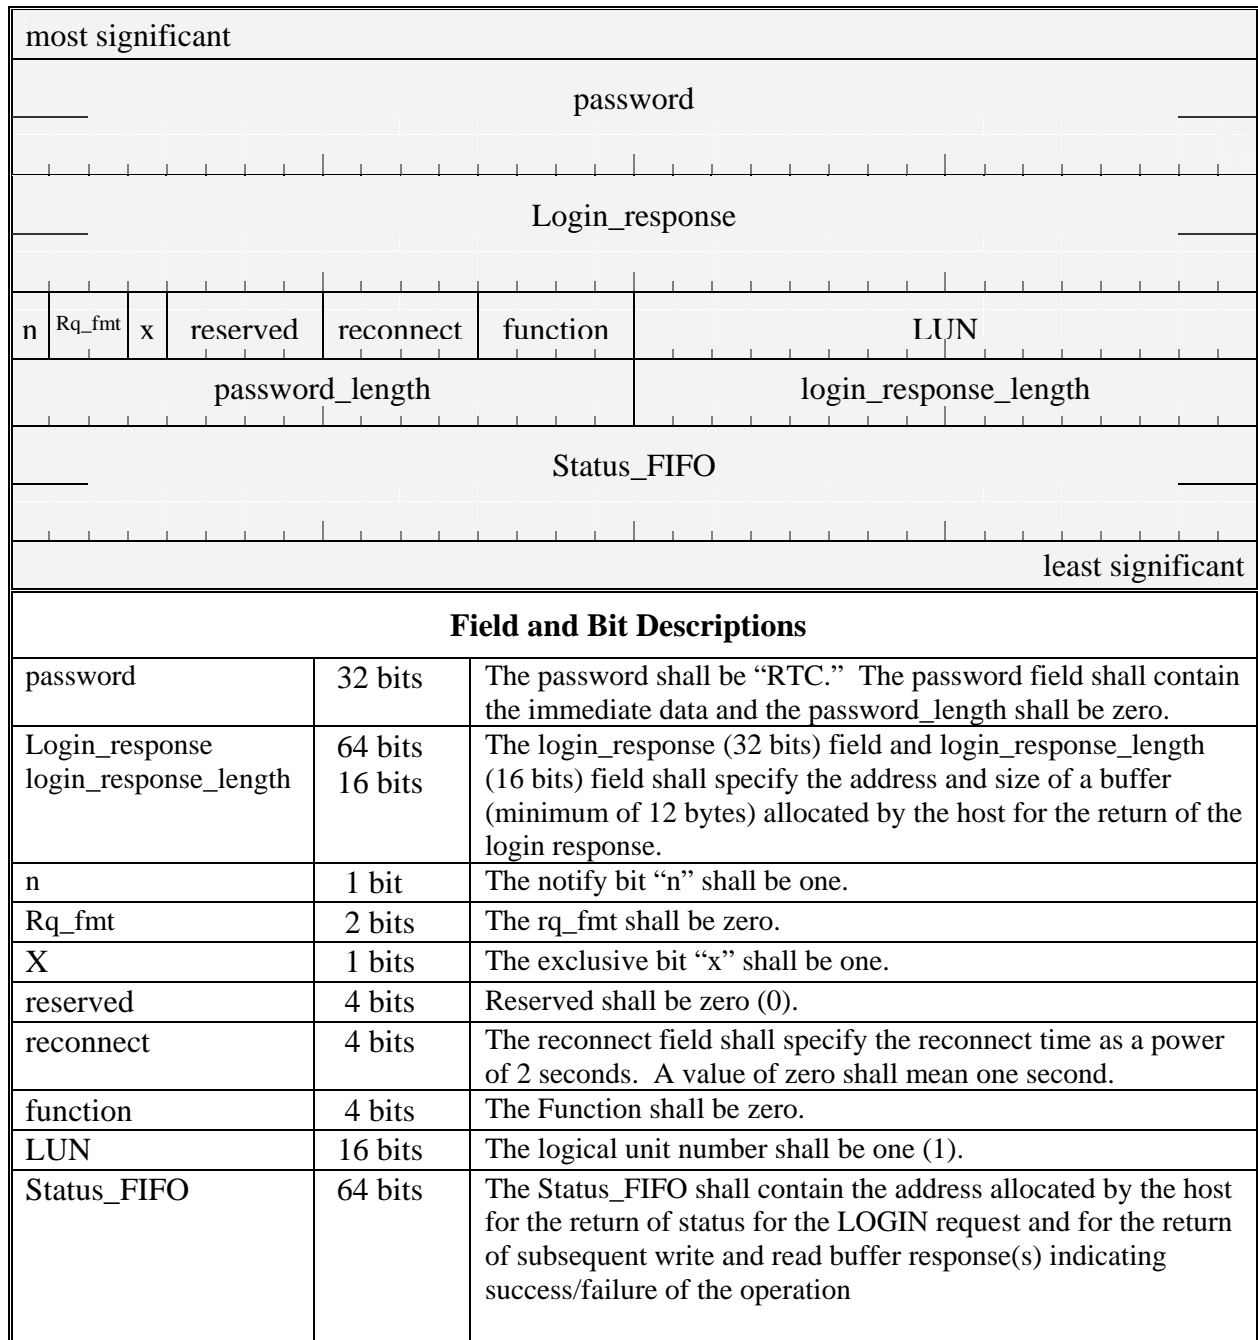 most significant
password
Login_response
n Rq_fmt x reserved reconnect function LUN
password_length login_response_length
Status_FIFO
least significant
Field and Bit Descriptions
password 32 bits The password shall be “RTC.” The password field shall contain
the immediate data and the password_length shall be zero.
Login_response 64 bits The login_response (32 bits) field and login_response_length
login_response_length 16 bits (16 bits) field shall specify the address and size of a buffer
(minimum of 12 bytes) allocated by the host for the return of the
login response.
n 1 bit The notify bit “n” shall be one.
Rq_fmt 2 bits The rq_fmt shall be zero.
X 1 bits The exclusive bit “x” shall be one.
reserved 4 bits Reserved shall be zero (0).
reconnect 4 bits The reconnect field shall specify the reconnect time as a power
of 2 seconds. A value of zero shall mean one second.
function 4 bits The Function shall be zero.
LUN 16 bits The logical unit number shall be one (1).
Status_FIFO 64 bits The Status_FIFO shall contain the address allocated by the host
for the return of status for the LOGIN request and for the return
of subsequent write and read buffer response(s) indicating
success/failure of the operation